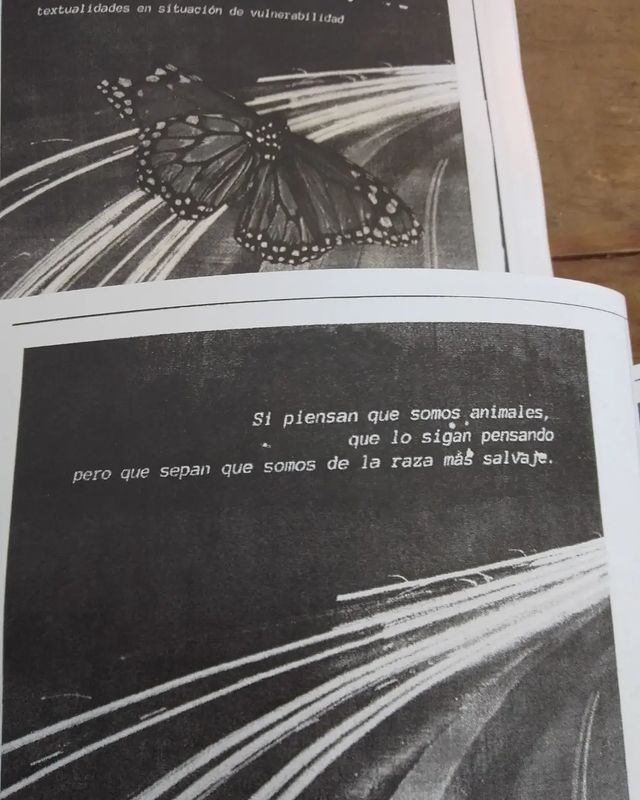 textualidades en situación de vulnerabilidad
Si piensan que somos animales,
que lo sigan pensando
pero que sepan que somos de la raza más salvaje.